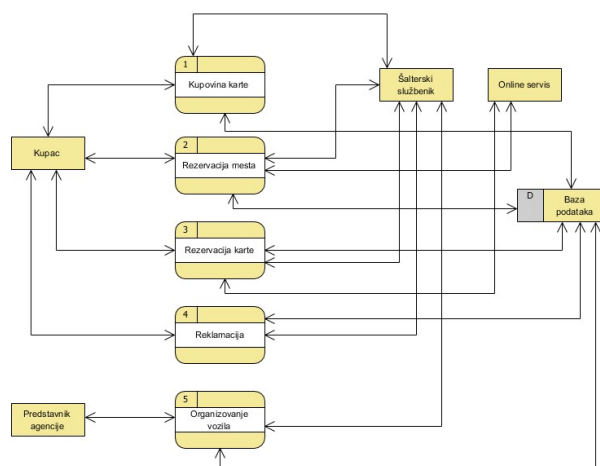 1
Kupovina karte
Šalterski
službenik
Online servis
2
Rezervacija mesta
Kupac
D
Baza
podataka
3
Rezervacija karte
4
Reklamacija
5
Organizovanje
vozila
Predstavnik
agencije